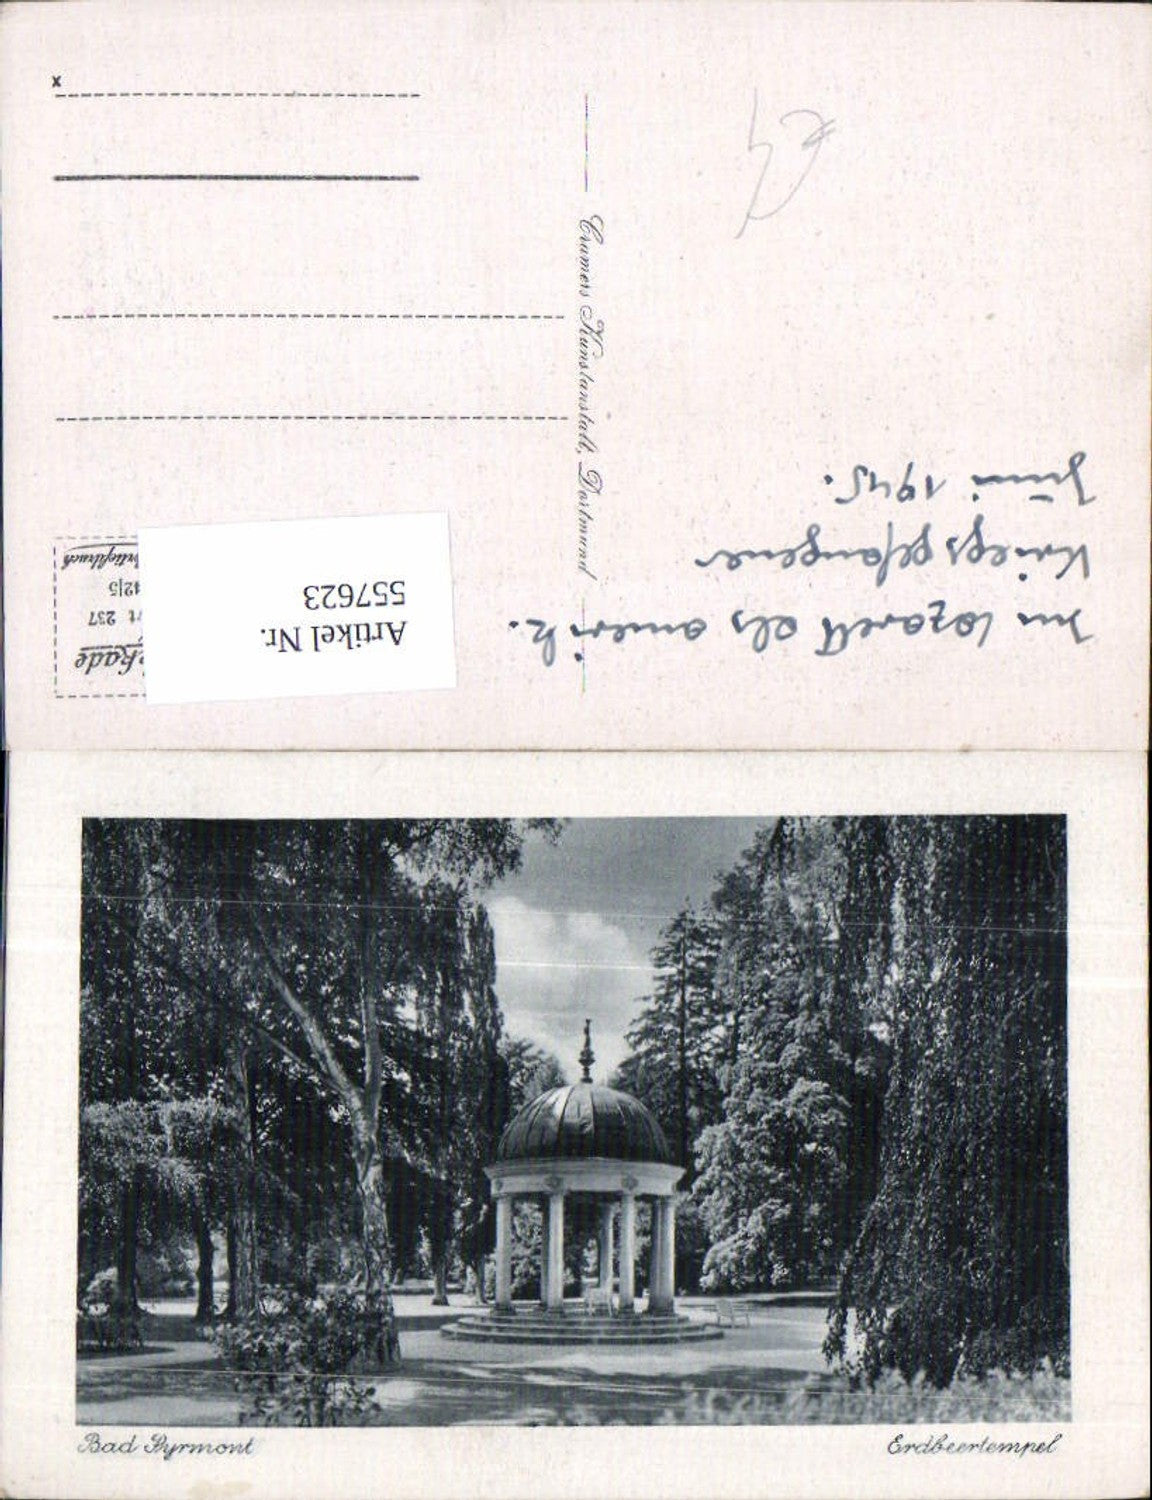 Im Lazarett als amerik.
Kriegsgefangener
Juni 1945.
Cramers Kunstanstalt, Dortmund
Artikel Nr.
557623
x
Bad Pyrmont
Erdbeertempel